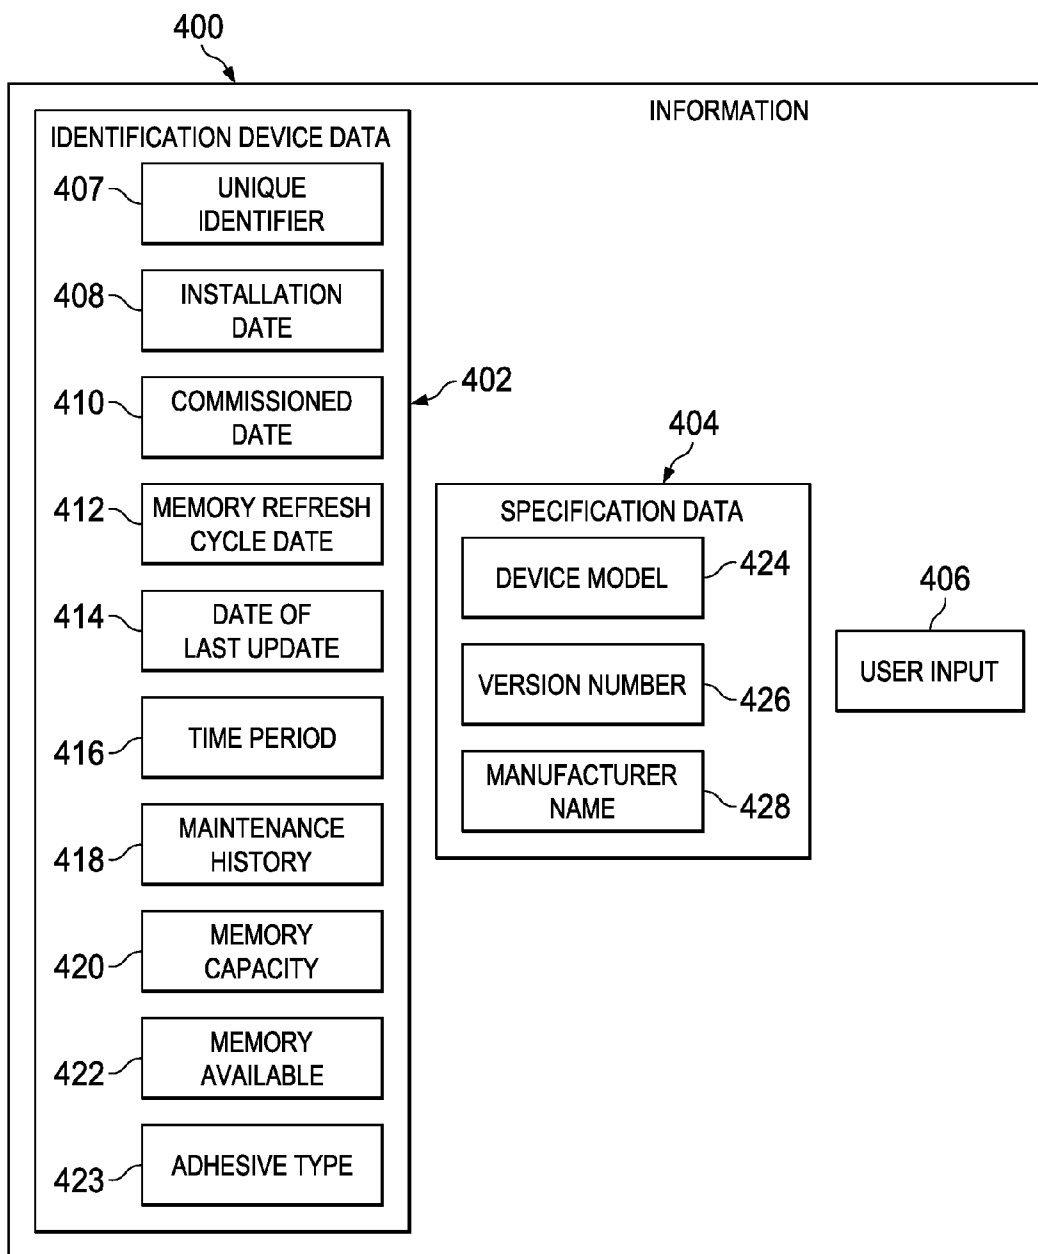 400
INFORMATION
IDENTIFICATION DEVICE DATA
407
UNIQUE
IDENTIFIER
408
INSTALLATION
DATE
410
COMMISSIONED
DATE
402
412
MEMORY REFRESH
CYCLE DATE
414
DATE OF
LAST UPDATE
416
TIME PERIOD
418
MAINTENANCE
HISTORY
420
MEMORY
CAPACITY
422
MEMORY
AVAILABLE
423
ADHESIVE TYPE
404
SPECIFICATION DATA
DEVICE MODEL
424
VERSION NUMBER
426
MANUFACTURER
NAME
428
406
USER INPUT